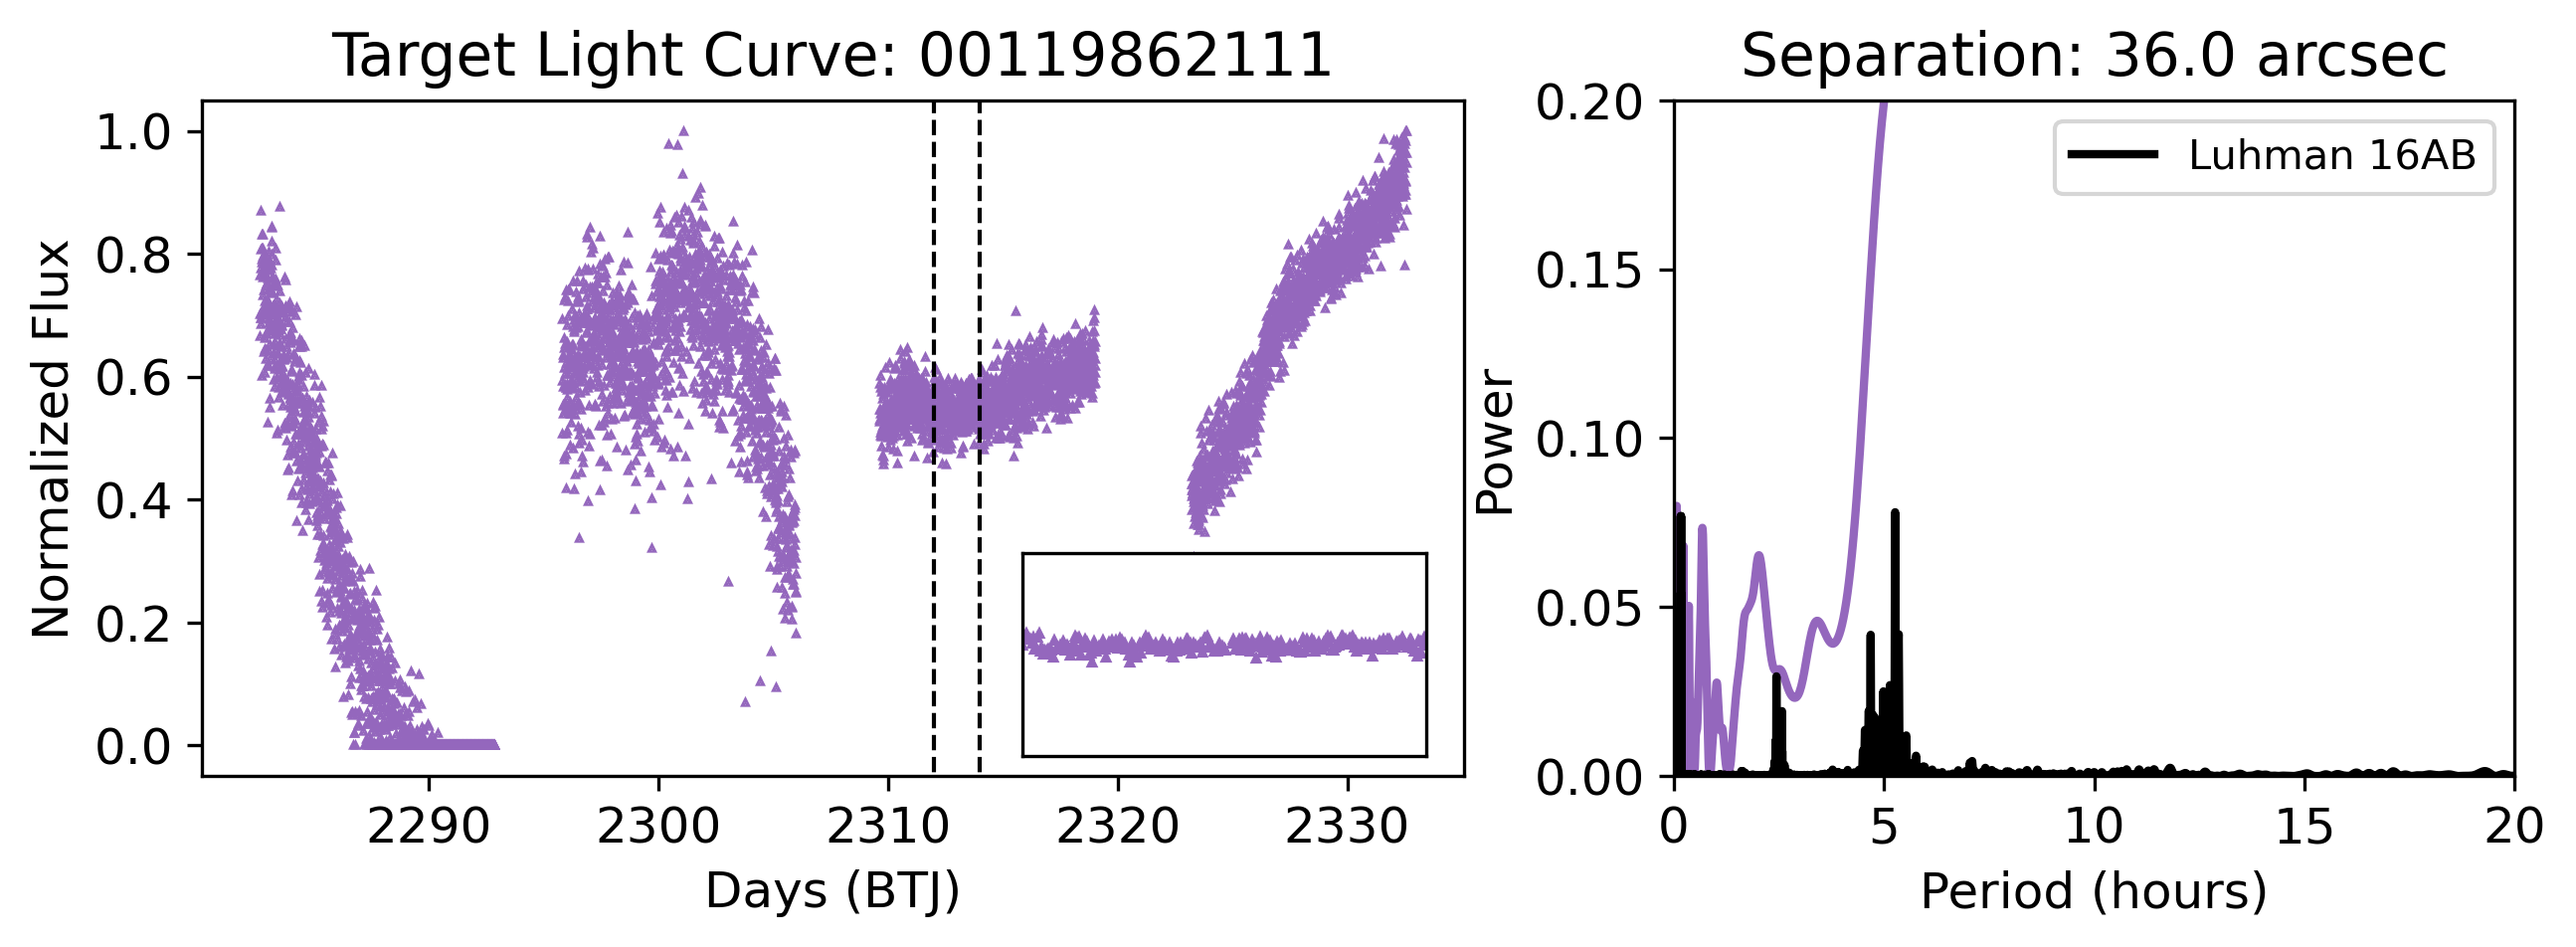 Target Light Curve: 00119862111
Normalized Flux
1.0
0.8
0.6
0.4
0.2
0.0
2290 2300 2310 2320 2330
Days (BTJ)
Separation: 36.0 arcsec
Power
0.20
0.15
0.10
0.05
0.00
Luhman 16AB
0 5 10 15 20
Period (hours)